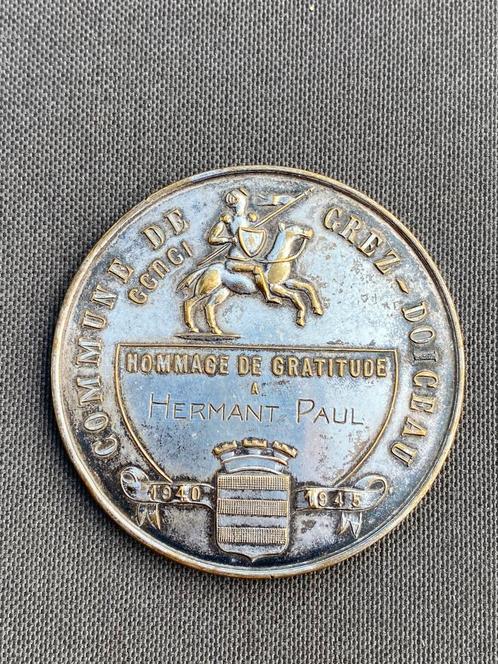 COMMUNE DE GREZ-DOICEAU
HOMMAGE DE GRATITUDE
A
HERMANT PAUL
1940 1945